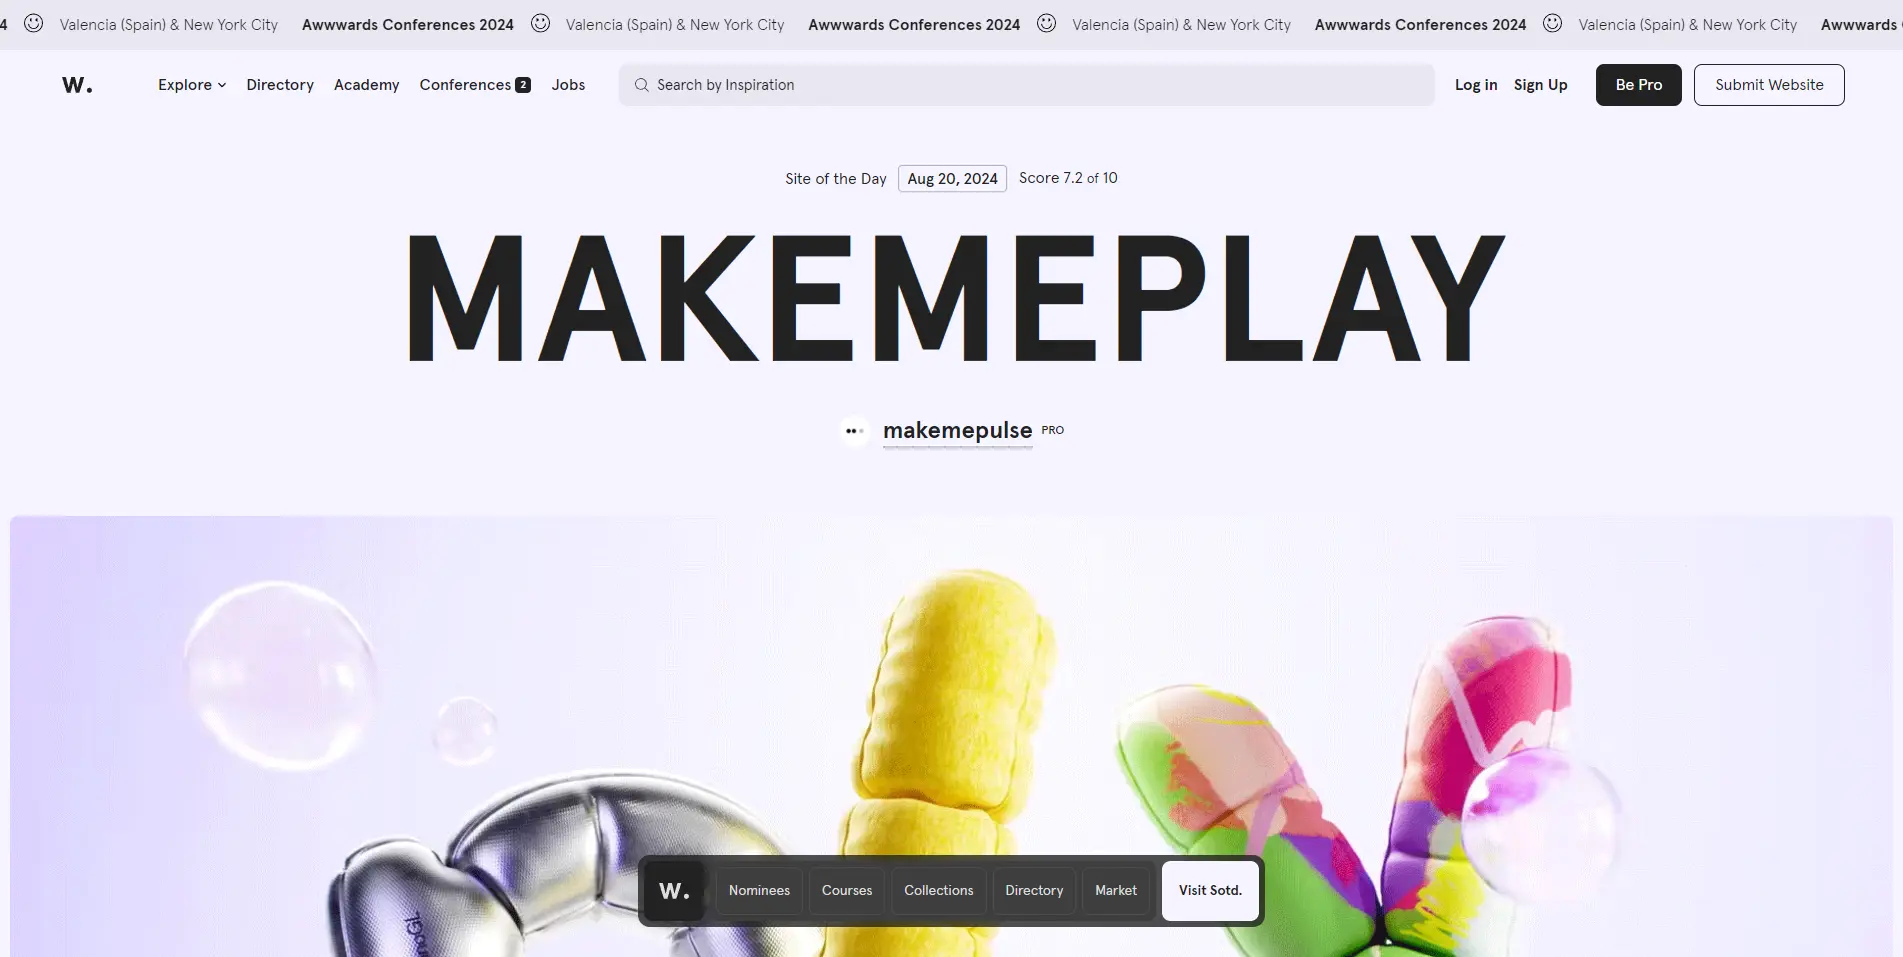 4 Valencia (Spain) & New York City Awwwards Conferences 2024 Valencia (Spain) & New York City Awwwards Conferences 2024 Valencia (Spain) & New York City Awwwards Conferences 2024 Valencia (Spain) & New York City Awwwards
W. Explore Directory Academy Conferences 2 Jobs Search by Inspiration Log in Sign Up Be Pro Submit Website
Site of the Day Aug 20, 2024 Score 7.2 of 10
MAKEMEPLAY
makemepulse PRO
W. Nominees Courses Collections Directory Market Visit Sotd.